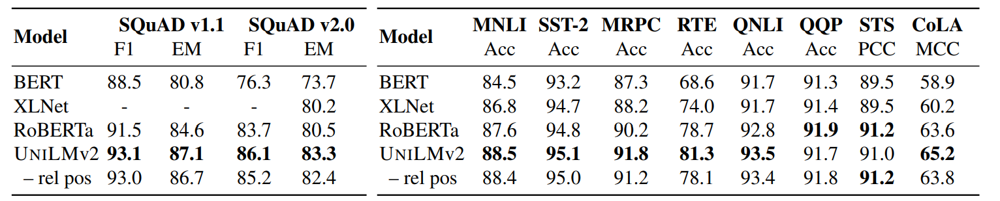 Model SQuAD v1.1 SQuAD v2.0
F1 EM F1 EM
BERT 88.5 80.8 76.3 73.7
XLNet - - - 80.2
RoBERTa 91.5 84.6 83.7 80.5
UNILMV2 93.1 87.1 86.1 83.3
– rel pos 93.0 86.7 85.2 82.4
Model MNLI SST-2 MRPC RTE QNLI QQP STS CoLA
Acc Acc Acc Acc Acc Acc PCC MCC
BERT 84.5 93.2 87.3 68.6 91.7 91.3 89.5 58.9
XLNet 86.8 94.7 88.2 74.0 91.7 91.4 89.5 60.2
RoBERTa 87.6 94.8 90.2 78.7 92.8 91.9 91.2 63.6
UNILMV2 88.5 95.1 91.8 81.3 93.5 91.7 91.0 65.2
– rel pos 88.4 95.0 91.2 78.1 93.4 91.8 91.2 63.8